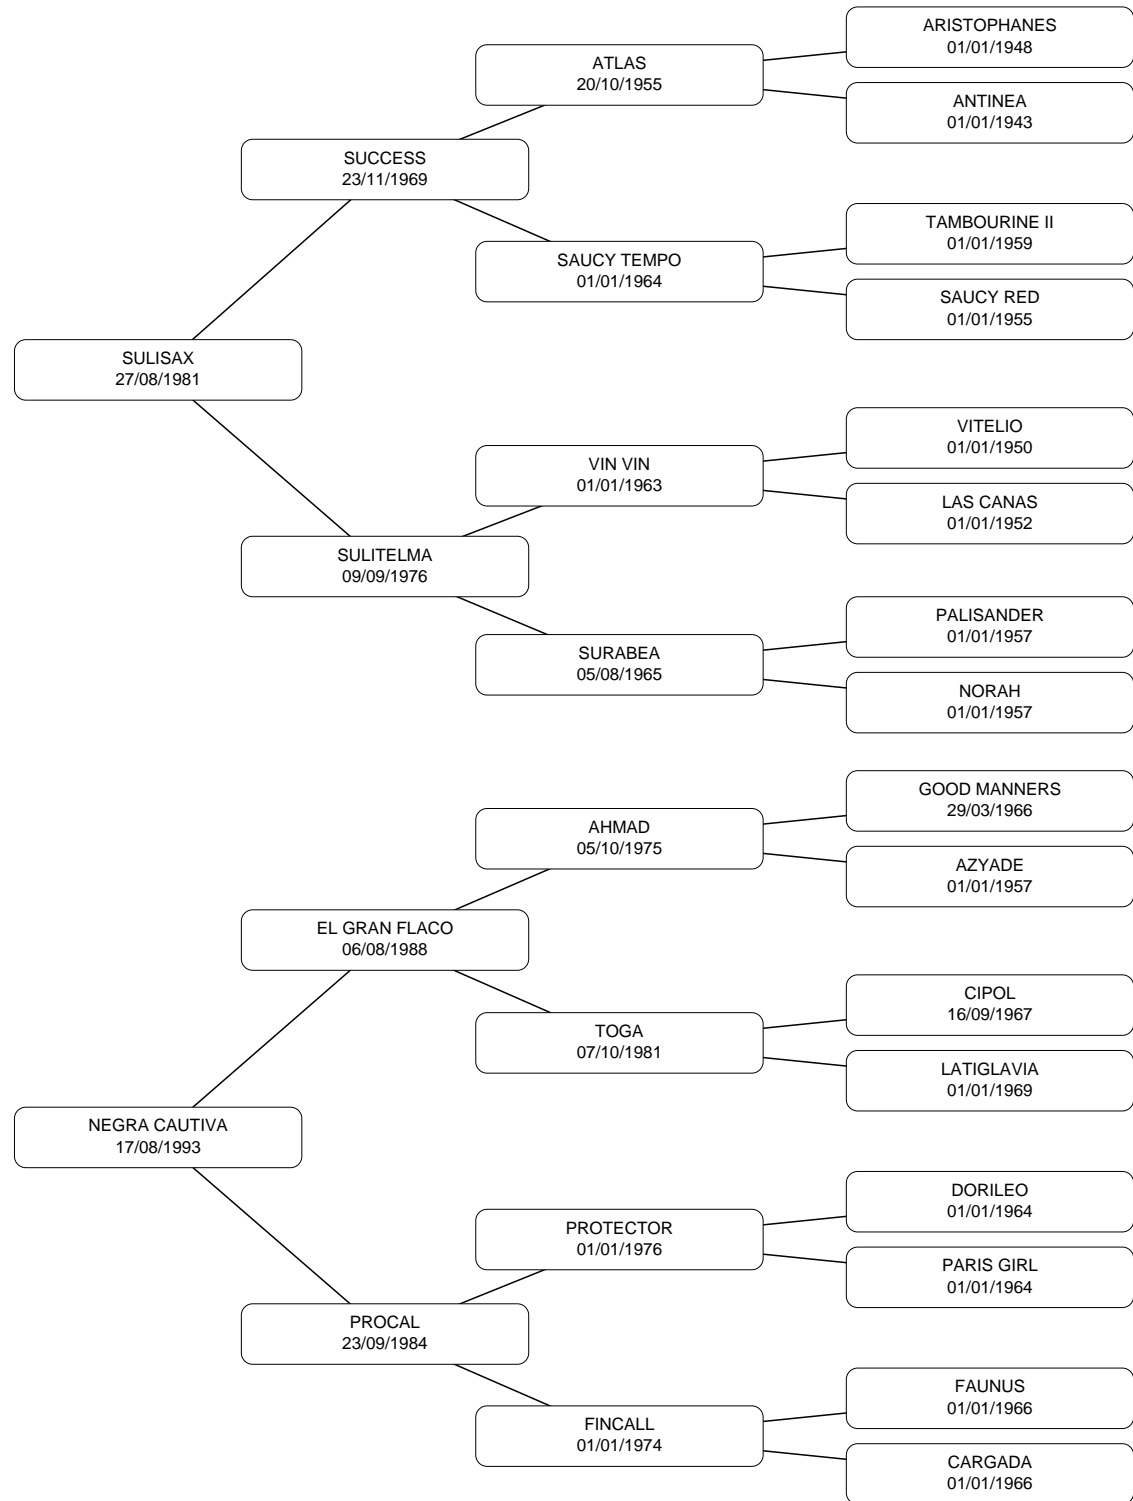 ARISTOPHANES
01/01/1948
ATLAS
20/10/1955
ANTINEA
01/01/1943
SUCCESS
23/11/1969
TAMBOURINE II
01/01/1959
SAUCY TEMPO
01/01/1964
SAUCY RED
01/01/1955
SULISAX
27/08/1981
VITELIO
01/01/1950
VIN VIN
01/01/1963
LAS CANAS
01/01/1952
SULITELMA
09/09/1976
PALISANDER
01/01/1957
SURABEA
05/08/1965
NORAH
01/01/1957
GOOD MANNERS
29/03/1966
AHMAD
05/10/1975
AZYADE
01/01/1957
EL GRAN FLACO
06/08/1988
CIPOL
16/09/1967
TOGA
07/10/1981
LATIGLAVIA
01/01/1969
NEGRA CAUTIVA
17/08/1993
DORILEO
01/01/1964
PROTECTOR
01/01/1976
PARIS GIRL
01/01/1964
PROCAL
23/09/1984
FAUNUS
01/01/1966
FINCALL
01/01/1974
CARGADA
01/01/1966